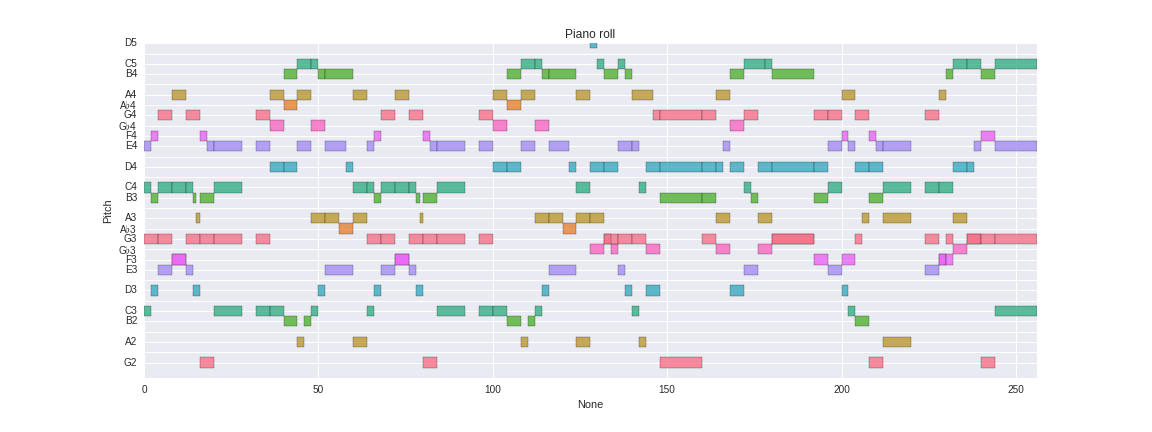 Piano roll
D5
C5
B4
A4
A♭4
G4
G♭4
F4
E4
D4
C4
B3
A3
A♭3
G3
G♭3
F3
E3
D3
C3
B2
A2
G2
Pitch
0 50 100 150 200 250
None